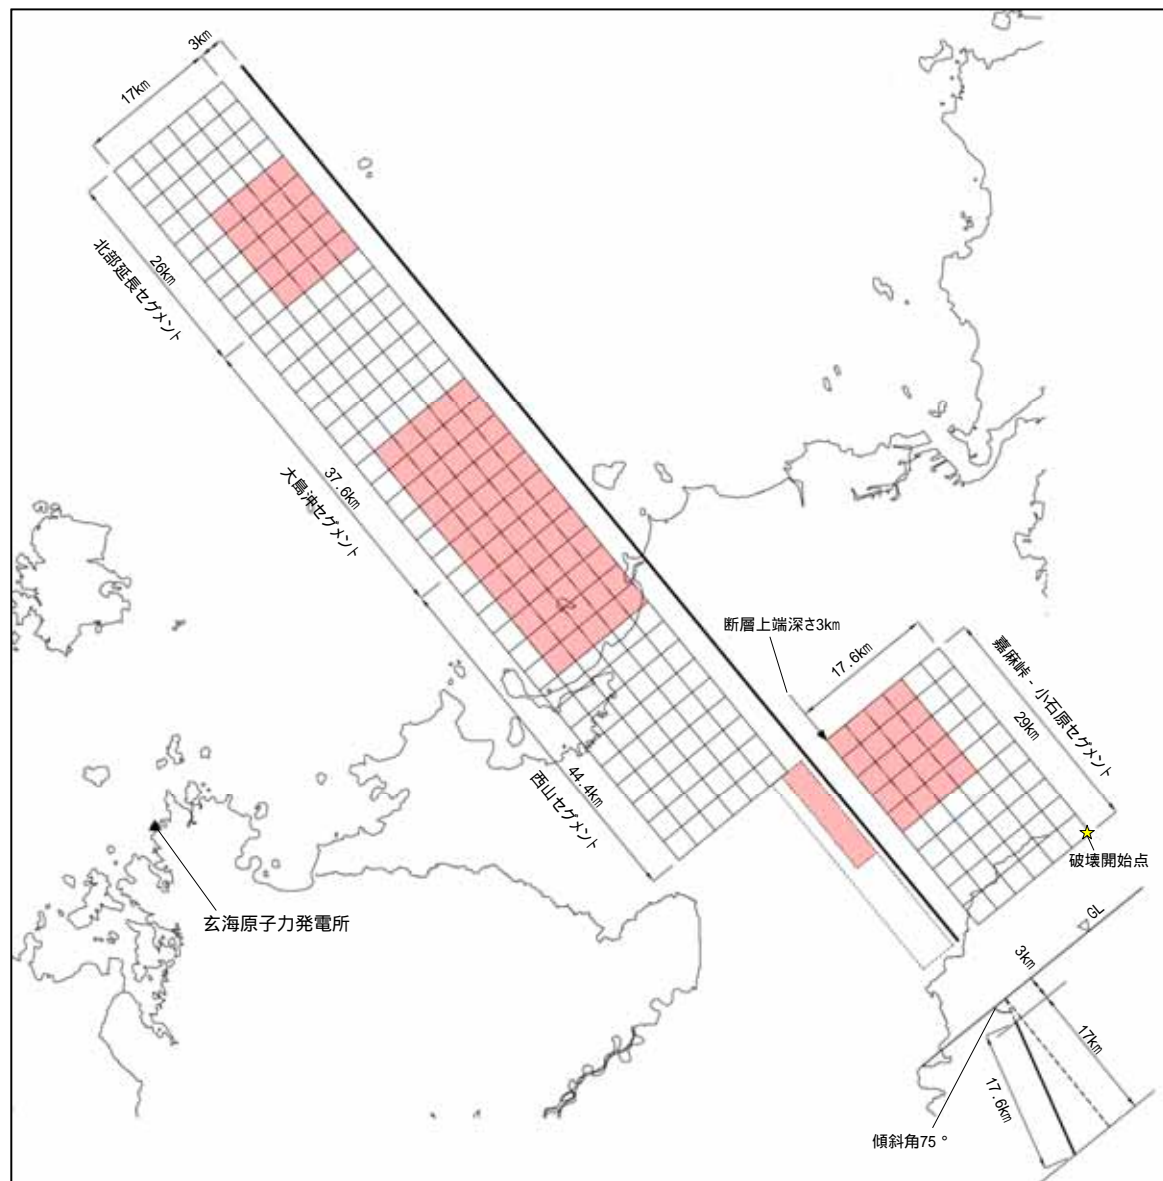 3km
17km
北部延長セグメント
26km
大島沖セグメント
37.6km
断層上端深さ3km
17.6km
嘉麻峠-小石原セグメント
29km
西山セグメント
44.4km
破壊開始点
玄海原子力発電所
GL
3km
17km
17.6km
傾斜角75°